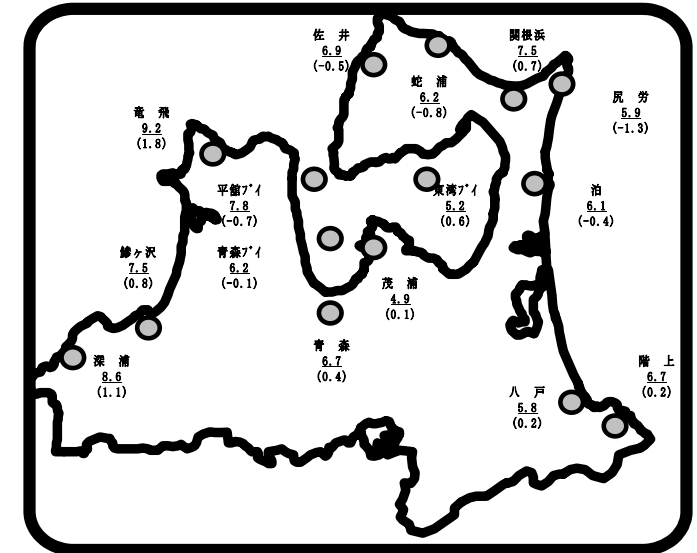 佐　井
6.9
(-0.5)
関根浜
7.5
(0.7)
蛇　浦
6.2
(-0.8)
尻　労
5.9
(-1.3)
竜　飛
9.2
(1.8)
平舘ﾌﾞｲ
7.8
(-0.7)
東湾ﾌﾞｲ
5.2
(0.6)
泊
6.1
(-0.4)
鰺ヶ沢
7.5
(0.8)
青森ﾌﾞｲ
6.2
(-0.1)
茂　浦
4.9
(0.1)
青　森
6.7
(0.4)
深　浦
8.6
(1.1)
階　上
6.7
(0.2)
八　戸
5.8
(0.2)